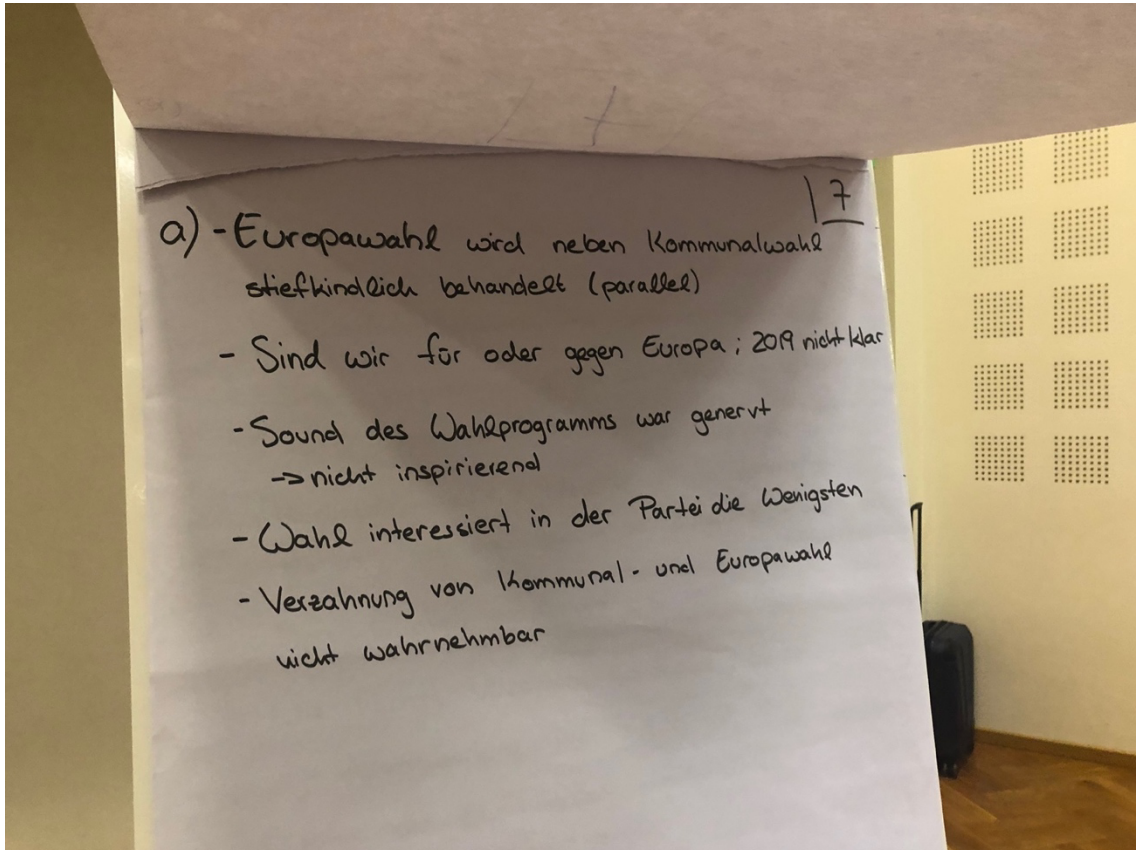 7
a) - Europawahl wird neben Kommunalwahl
stiefkindlich behandelt (parallel)
- Sind wir für oder gegen Europa; 2019 nicht klar
- Sound des Wahlprogramms war genervt
-> nicht inspirierend
- Wahl interessiert in der Partei die Wenigsten
- Verzahnung von Kommunal- und Europawahl
nicht wahrnehmbar